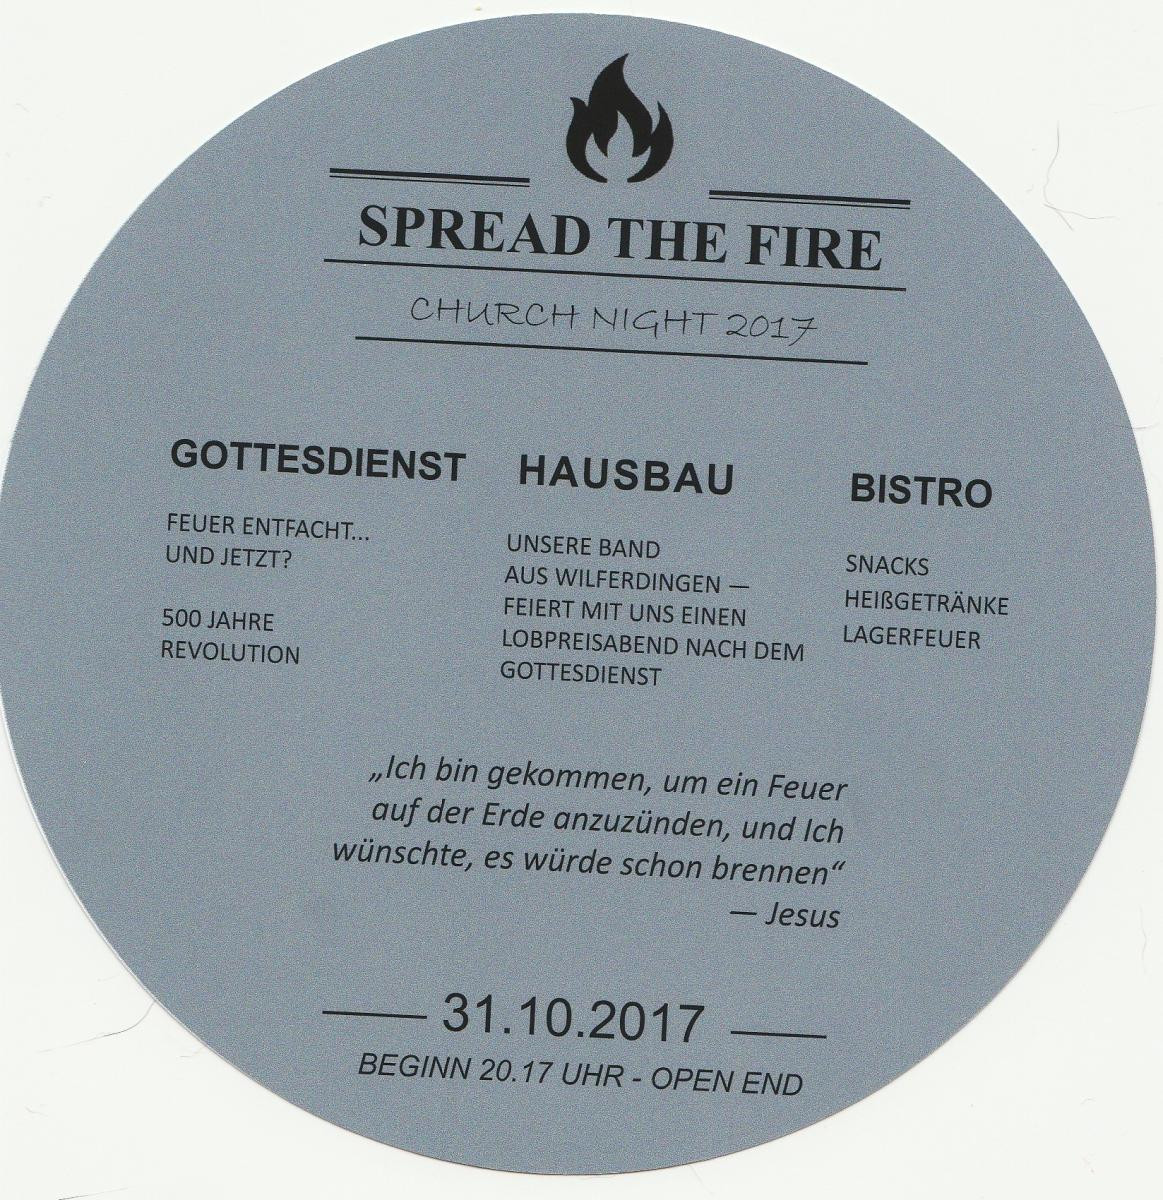 SPREAD THE FIRE
CHURCH NIGHT 2017
GOTTESDIENST
FEUER ENTFACHT...
UND JETZT?
500 JAHRE
REVOLUTION
HAUSBAU
UNSERE BAND
AUS WILFERDINGEN —
FEIERT MIT UNS EINEN
LOBPREISABEND NACH DEM
GOTTESDIENST
BISTRO
SNACKS
HEIßGETRÄNKE
LAGERFEUER
„Ich bin gekommen, um ein Feuer
auf der Erde anzuzünden, und Ich
wünschte, es würde schon brennen“
— Jesus
31.10.2017
BEGINN 20.17 UHR - OPEN END